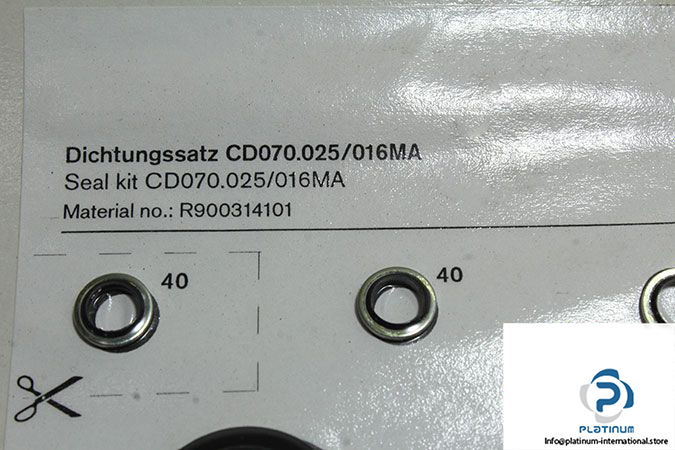 Dichtungssatz CD070.025/016MA
Seal kit CD070.025/016MA
Material no.: R900314101
40
40
PLATINUM
Info@platinum-international.store